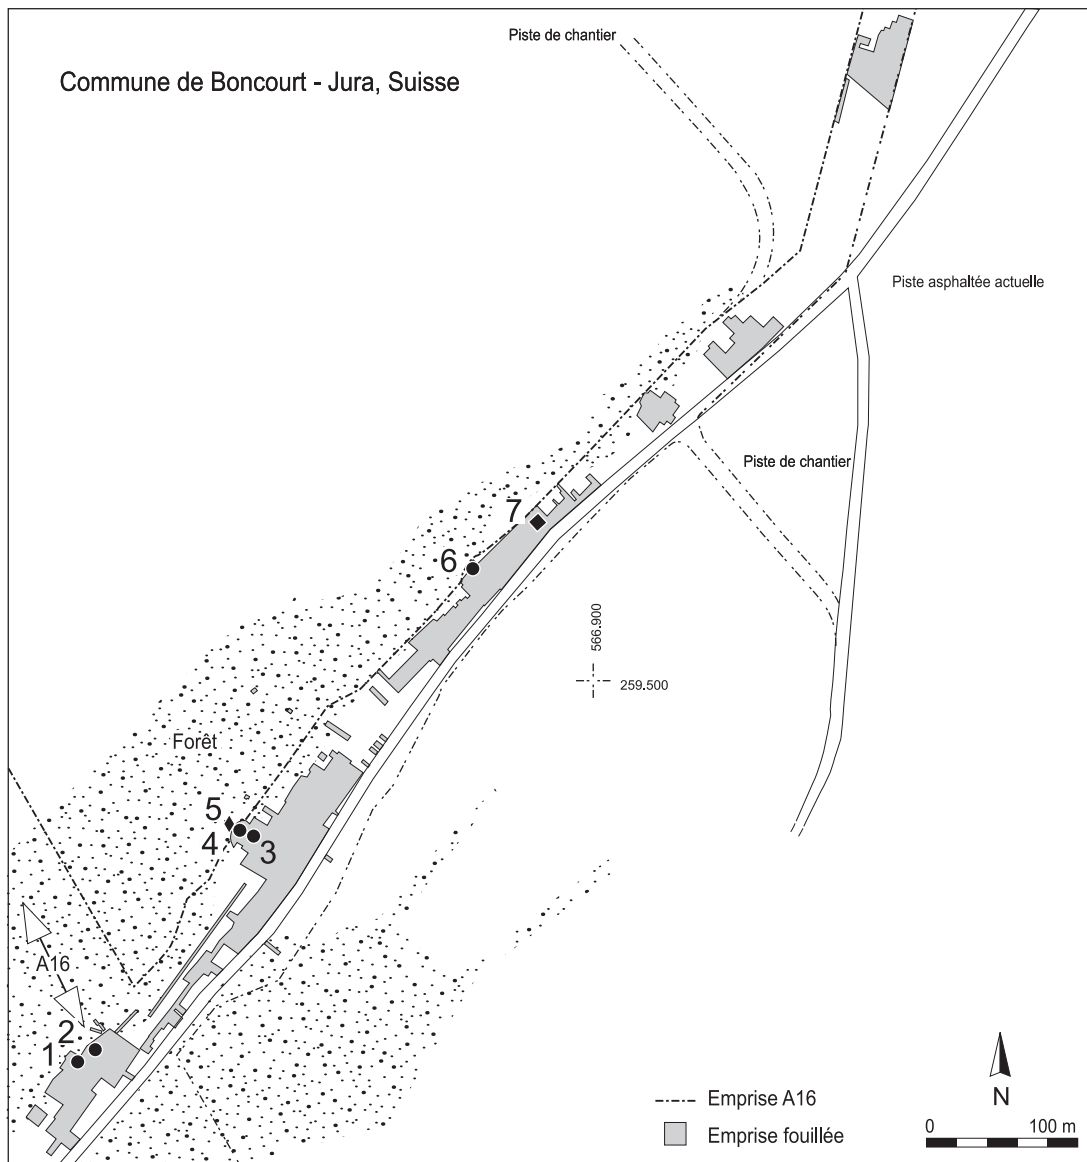 Piste de chantier
Commune de Boncourt - Jura, Suisse
Piste asphaltée actuelle
Piste de chantier
7
6
566.900
259.500
Forêt
5
4
3
A16
2
1
Emprise A16
N
Emprise fouillée
0 100 m